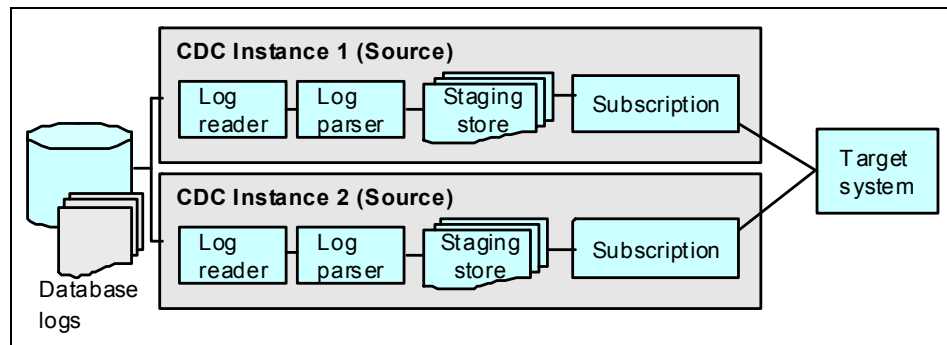 CDC Instance 1 (Source)
Log
reader
Log
parser
Staging
store
Subscription
CDC Instance 2 (Source)
Log
reader
Log
parser
Staging
store
Subscription
Target
system
Database
logs